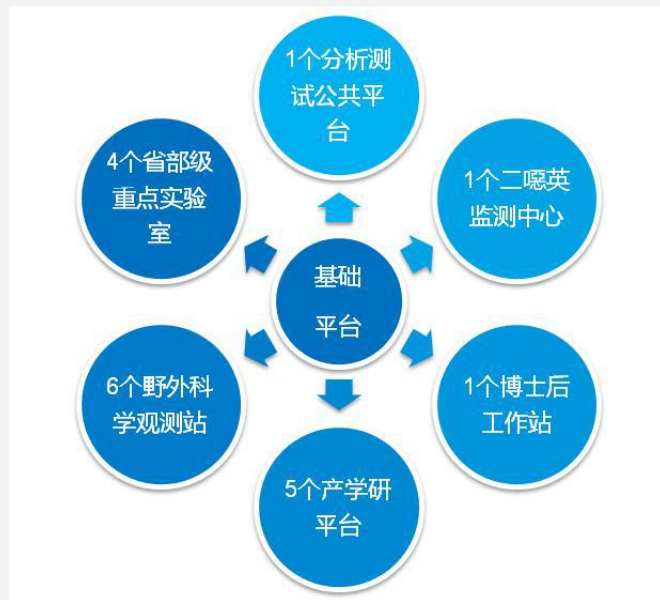 1个分析测
试公共平
台
4个省部级
重点实验
室
1个二噁英
监测中心
基础
平台
6个野外科
学观测站
1个博士后
工作站
5个产学研
平台